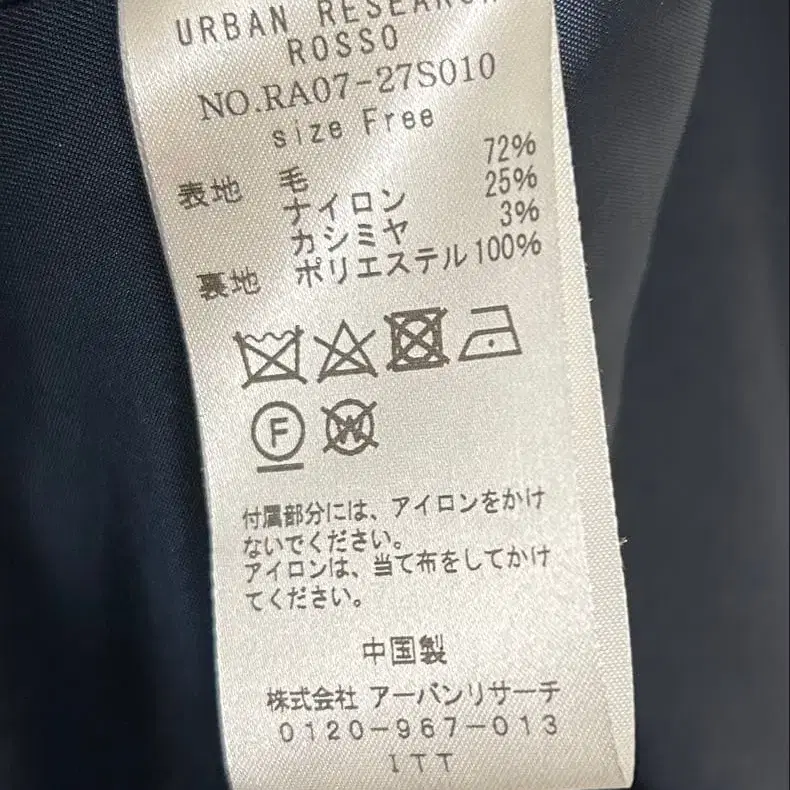 URBAN RESEARCH
ROSSO
NO.RA07-27S010
size Free
表地 毛 72%
ナイロン 25%
カシミヤ 3%
裏地 ポリエステル 100%
F W
付属部分には、アイロンをかけ
ないでください。
アイロンは、当て布をしてかけ
てください。
中国製
株式会社 アーバンリサーチ
0120-967-013
ITT